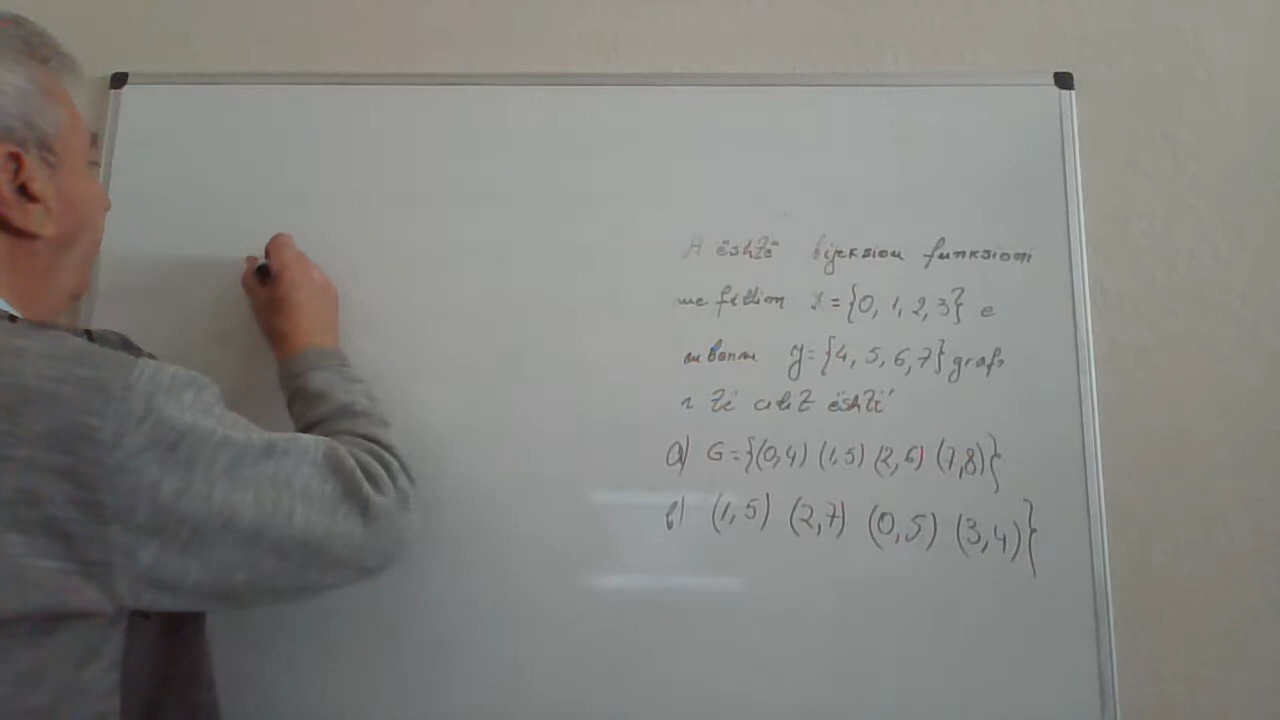 A është bijeksion funksioni
me fillim X={0, 1, 2, 3} e
mbarim y={4, 5, 6, 7} graf
i të cilit është
a) G={(0,4) (1,5) (2,6) (7,8)}
b) (1,5) (2,7) (0,5) (3,4)}